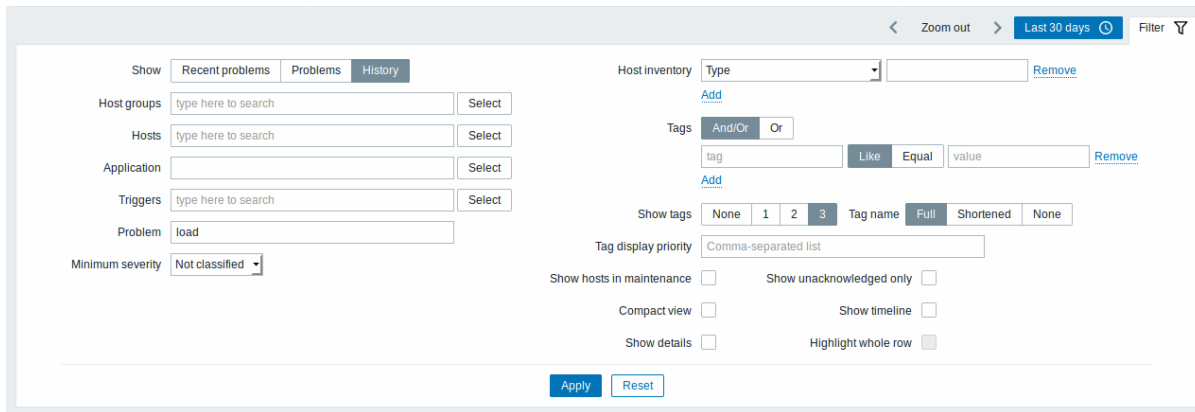 Zoom out Last 30 days Filter
Show Recent problems Problems History
Host groups type here to search Select
Hosts type here to search Select
Application Select
Triggers type here to search Select
Problem load
Minimum severity Not classified
Host inventory Type Remove
Add
Tags And/Or Or
tag Like Equal value Remove
Add
Show tags None 1 2 3 Tag name Full Shortened None
Tag display priority Comma-separated list
Show hosts in maintenance Show unacknowledged only
Compact view Show timeline
Show details Highlight whole row
Apply Reset